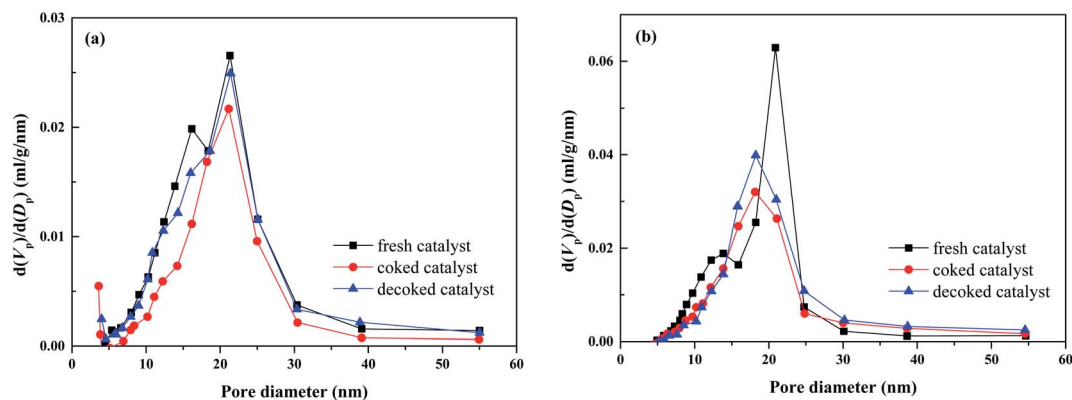 (a)
0.03
0.02
0.01
0.00
d(Vp)/d(Dp) (ml/g/nm)
fresh catalyst
coked catalyst
decoked catalyst
0 10 20 30 40 50 60
Pore diameter (nm)
(b)
0.06
0.04
0.02
0.00
d(Vp)/d(Dp) (ml/g/nm)
fresh catalyst
coked catalyst
decoked catalyst
0 10 20 30 40 50 60
Pore diameter (nm)